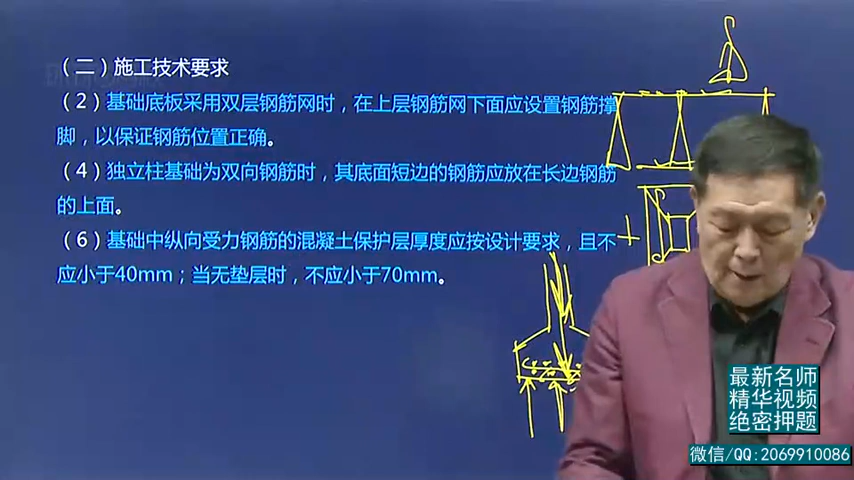 （二）施工技术要求
（2）基础底板采用双层钢筋网时，在上层钢筋网下面应设置钢筋撑
脚，以保证钢筋位置正确。
（4）独立柱基础为双向钢筋时，其底面短边的钢筋应放在长边钢筋
的上面。
（6）基础中纵向受力钢筋的混凝土保护层厚度应按设计要求，且不
应小于40mm；当无垫层时，不应小于70mm。
最新名师
精华视频
绝密押题
微信/QQ:2069910086